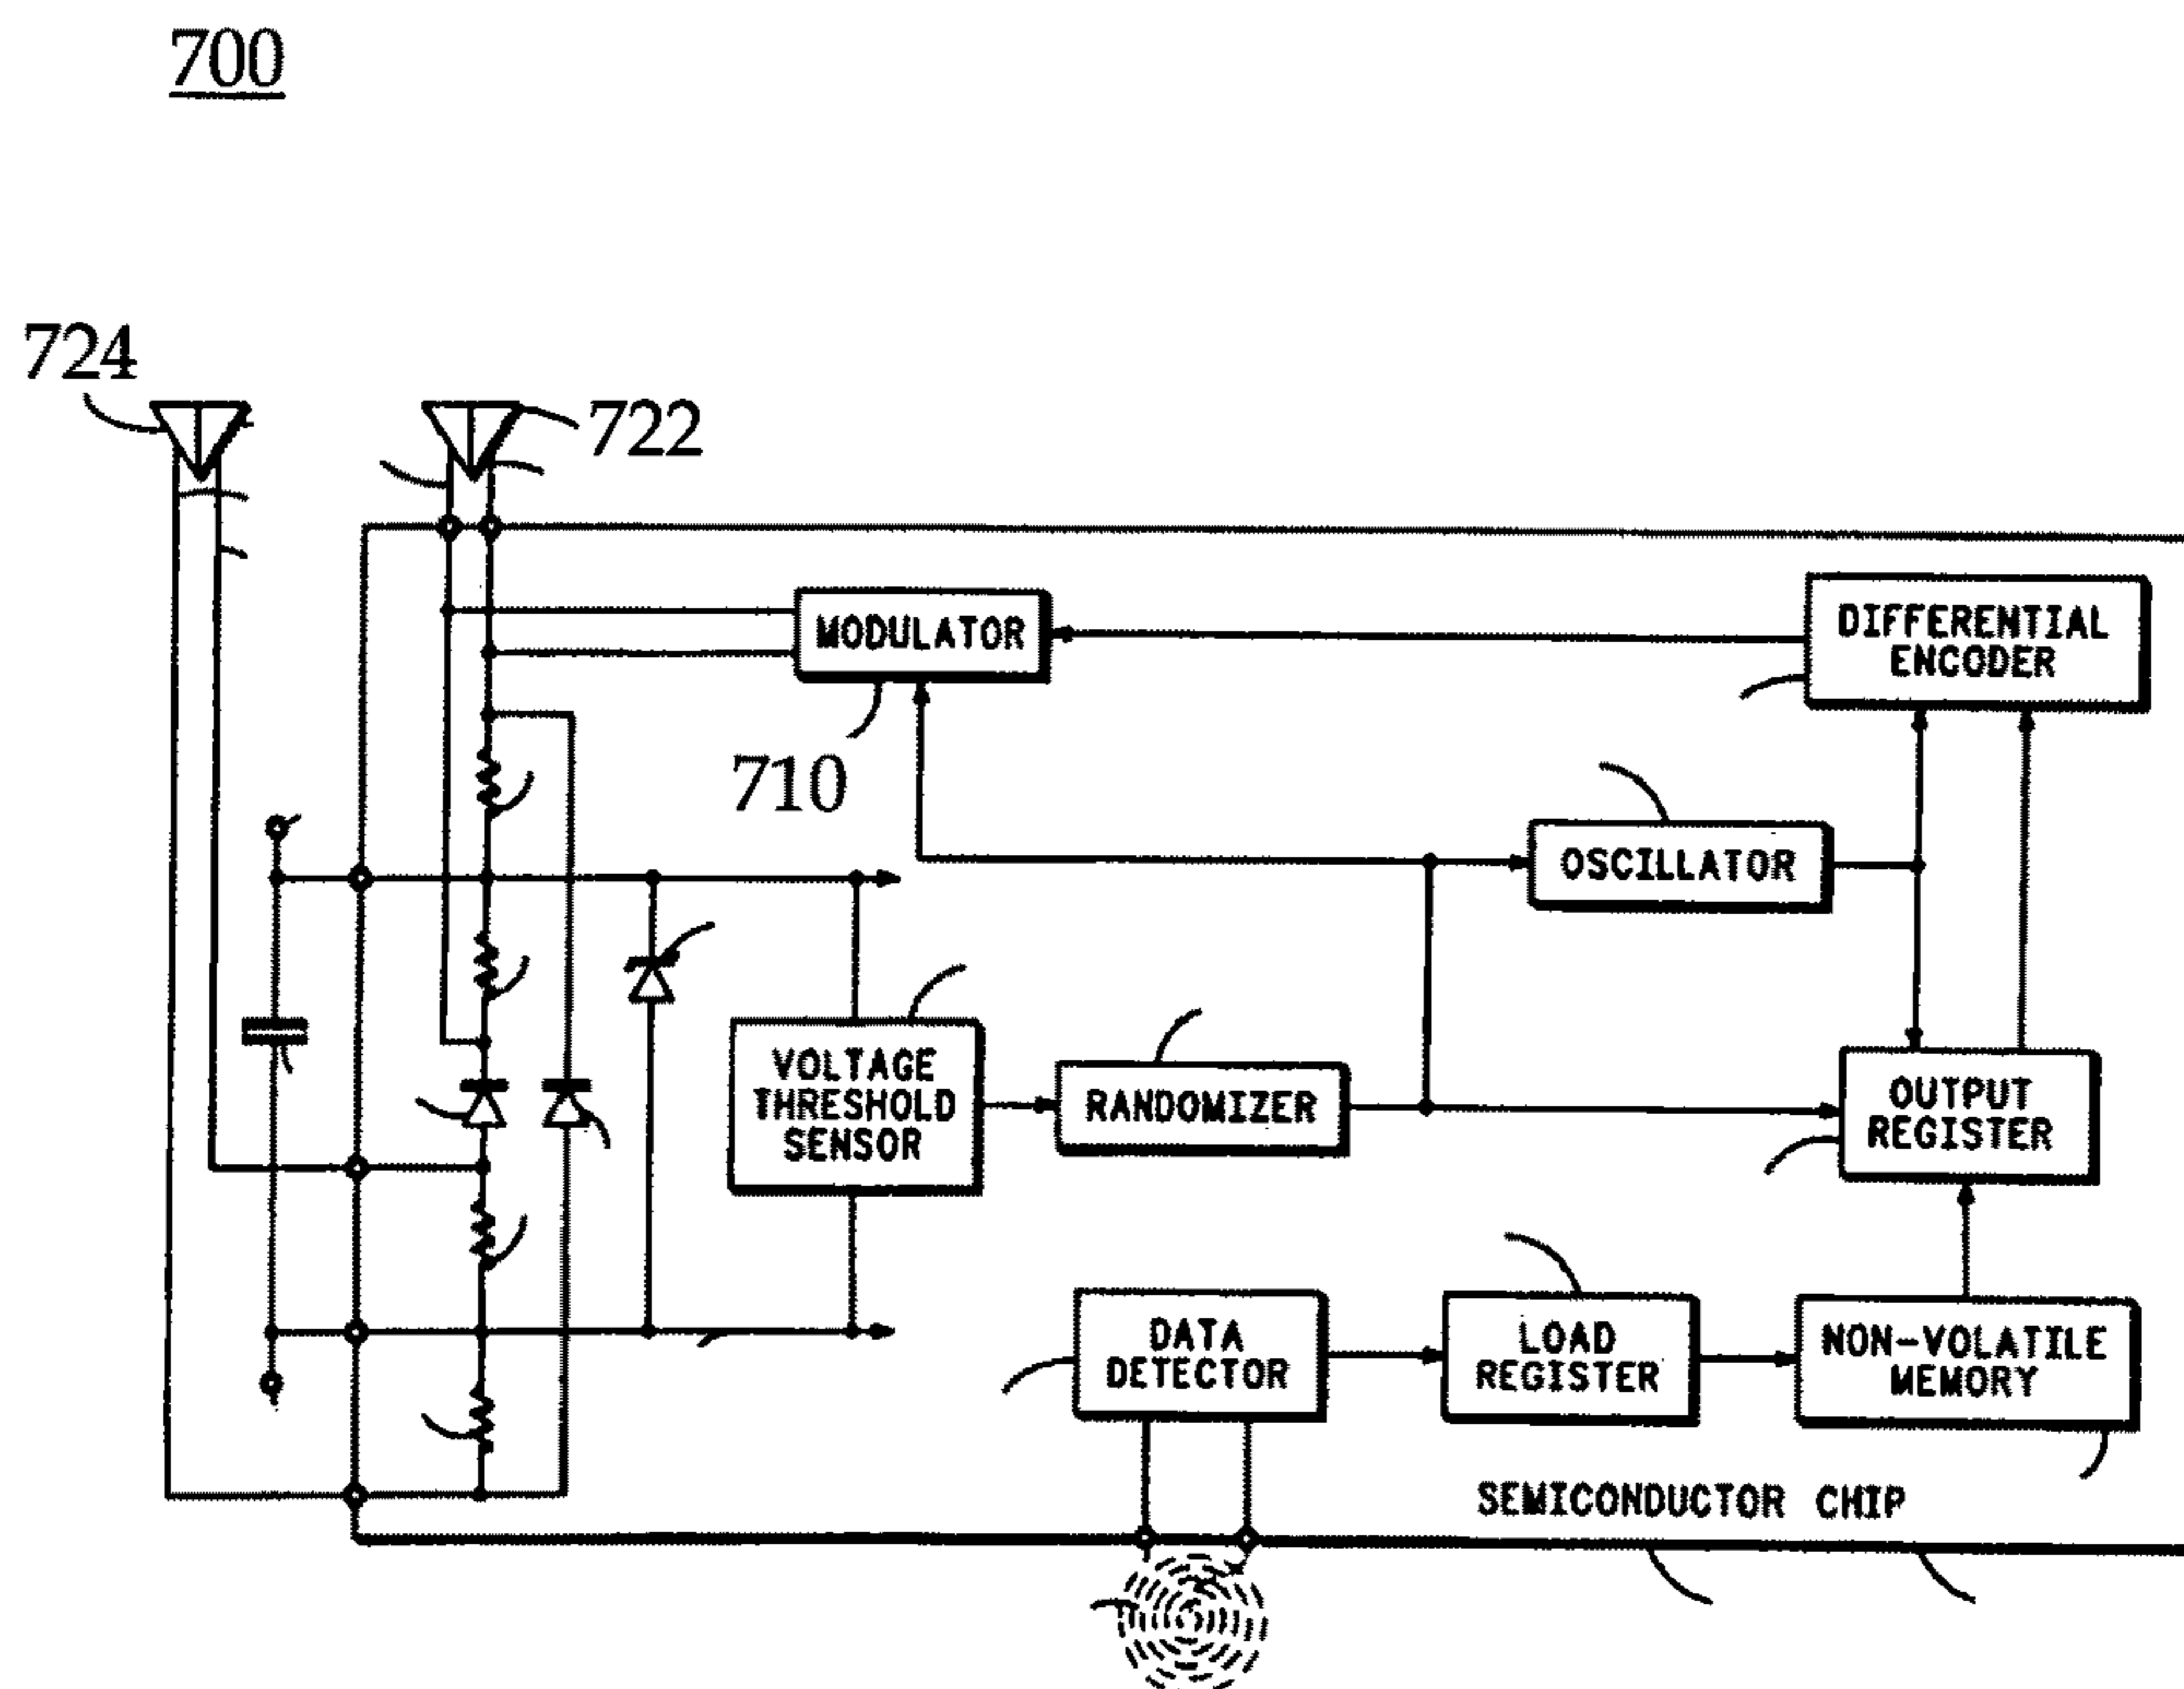 700
724
722
MODULATOR
DIFFERENTIAL
ENCODER
710
OSCILLATOR
VOLTAGE
THRESHOLD
SENSOR
RANDOMIZER
OUTPUT
REGISTER
DATA
DETECTOR
LOAD
REGISTER
NON-VOLATILE
MEMORY
SEMICONDUCTOR CHIP